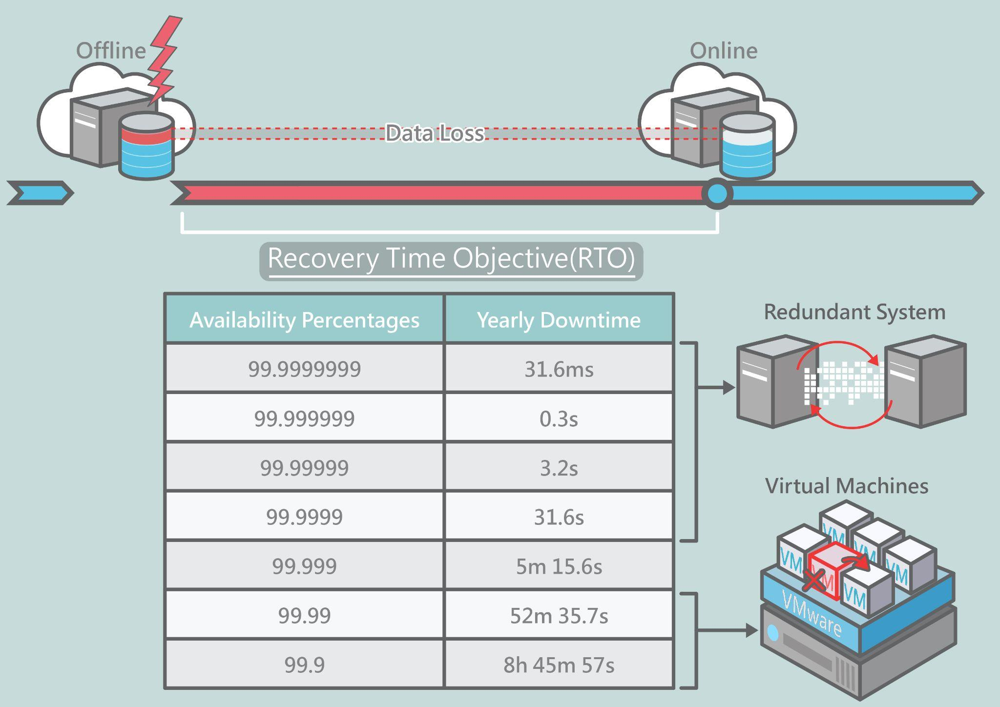 Offline
Online
Data Loss
Recovery Time Objective(RTO)
Availability Percentages Yearly Downtime
99.9999999 31.6ms
99.999999 0.3s
99.99999 3.2s
99.9999 31.6s
99.999 5m 15.6s
99.99 52m 35.7s
99.9 8h 45m 57s
Redundant System
Virtual Machines
VM
VM
VM
VM
VM
VM
VMware